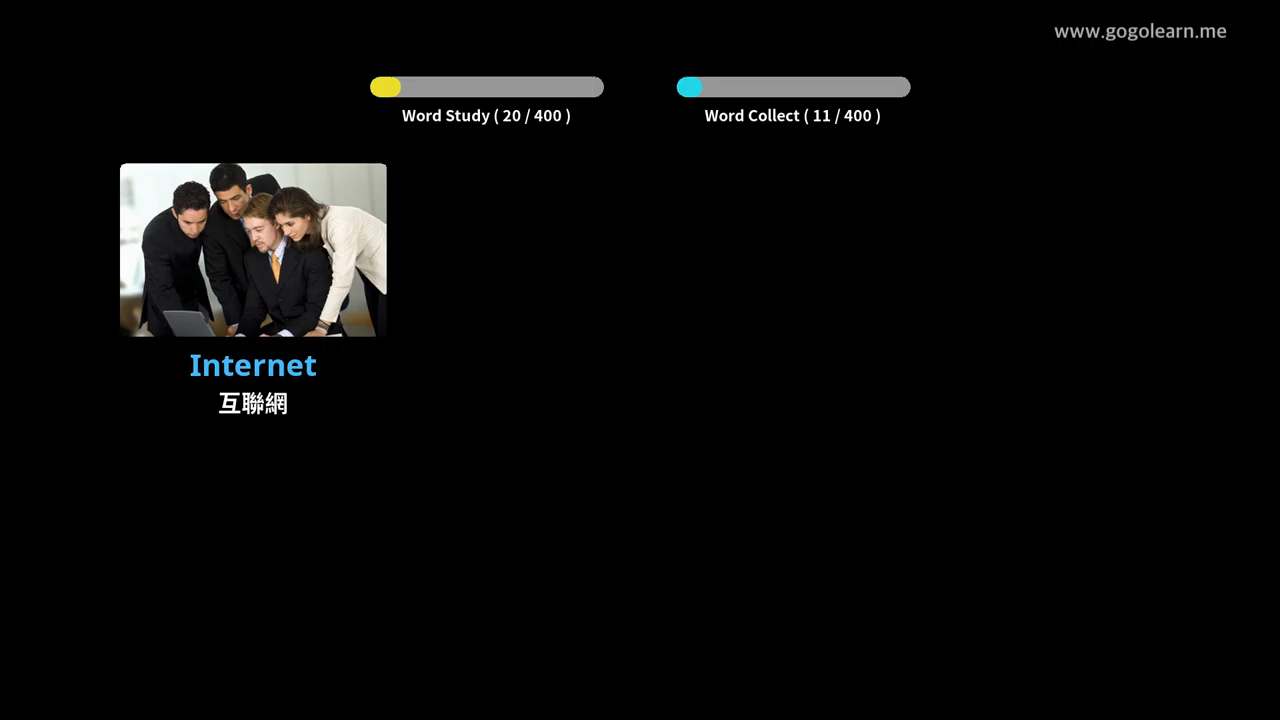 www.gogolearn.me
Word Study ( 20 / 400 )
Word Collect ( 11 / 400 )
Internet
互聯網